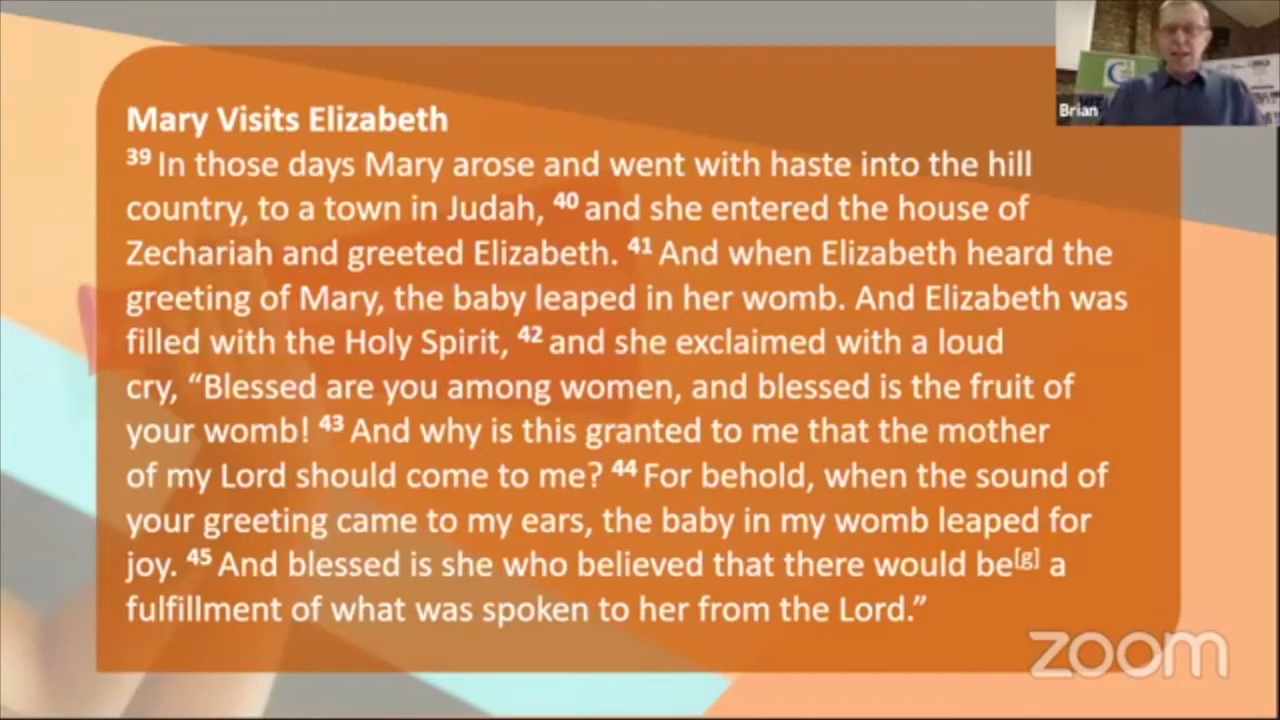 Mary Visits Elizabeth
39 In those days Mary arose and went with haste into the hill
country, to a town in Judah, 40 and she entered the house of
Zechariah and greeted Elizabeth. 41 And when Elizabeth heard the
greeting of Mary, the baby leaped in her womb. And Elizabeth was
filled with the Holy Spirit, 42 and she exclaimed with a loud
cry, “Blessed are you among women, and blessed is the fruit of
your womb! 43 And why is this granted to me that the mother
of my Lord should come to me? 44 For behold, when the sound of
your greeting came to my ears, the baby in my womb leaped for
joy. 45 And blessed is she who believed that there would be[g] a
fulfillment of what was spoken to her from the Lord.”
Brian
zoom